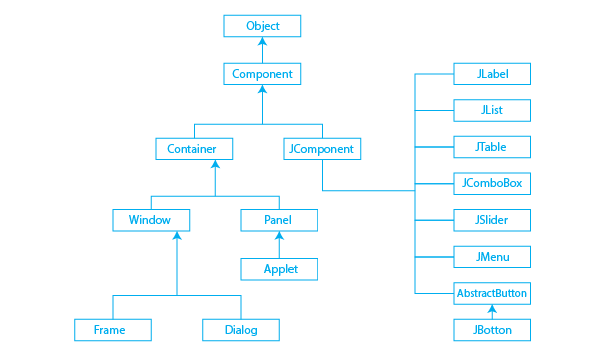 Object
Component
Container
JComponent
Window
Panel
Applet
Frame
Dialog
JLabel
JList
JTable
JComboBox
JSlider
JMenu
AbstractButton
JBotton